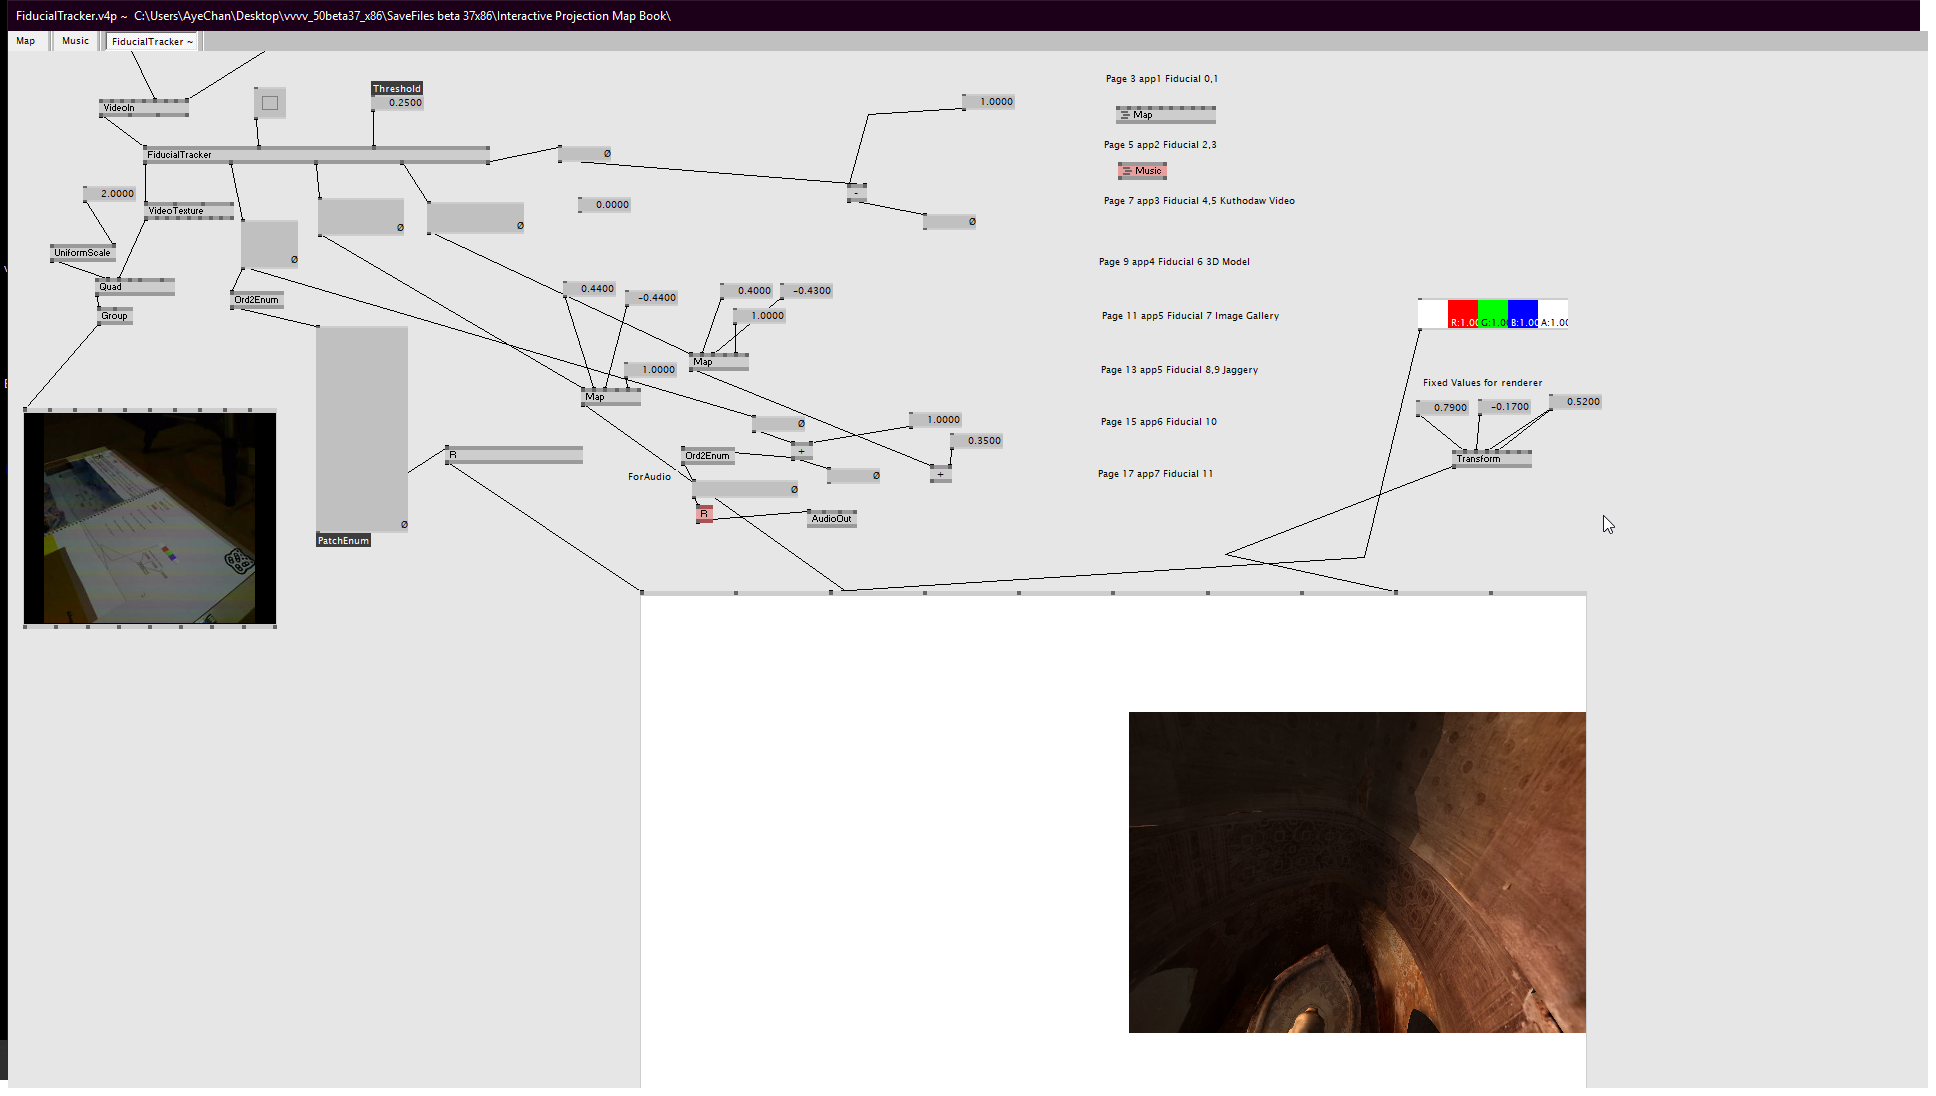 FiducialTracker.v4p ~ C:\Users\AyeChan\Desktop\vvvv_50beta37_x86\SaveFiles beta 37x86\Interactive Projection Map Book\
Map
Music
FiducialTracker ~
VideoIn
Threshold
0.2500
1.0000
Page 3 app1 Fiducial 0,1
Map
Page 5 app2 Fiducial 2,3
FiducialTracker
Ø
Music
2.0000
-
VideoTexture
0.0000
Page 7 app3 Fiducial 4,5 Kuthodaw Video
Ø
Ø
Ø
UniformScale
Ø
Page 9 app4 Fiducial 6 3D Model
Quad
Ord2Enum
0.4400
-0.4400
0.4000
-0.4300
Group
1.0000
Page 11 app5 Fiducial 7 Image Gallery
R:1.00
G:1.00
B:1.00
A:1.00
Map
1.0000
Page 13 app5 Fiducial 8,9 Jaggery
Fixed Values for renderer
Map
0.7900
-0.1700
0.5200
Ø
1.0000
Page 15 app6 Fiducial 10
R
Ord2Enum
+
0.3500
Transform
ForAudio
Ø
+
Page 17 app7 Fiducial 11
Ø
R
AudioOut
Ø
PatchEnum